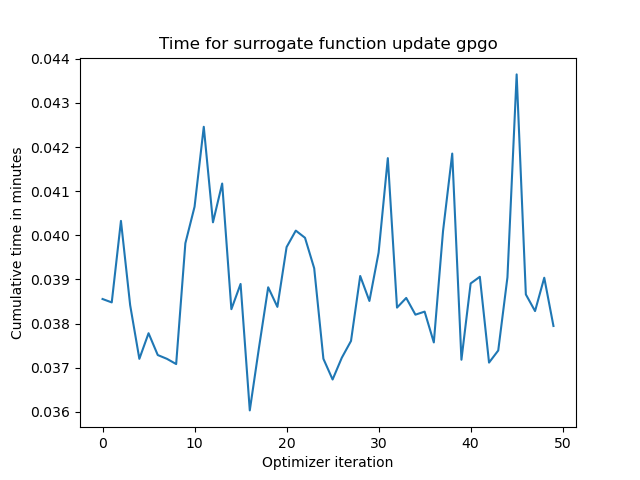 Time for surrogate function update gpgo
0.044
0.043
0.042
0.041
0.040
0.039
0.038
0.037
0.036
Cumulative time in minutes
0 10 20 30 40 50
Optimizer iteration